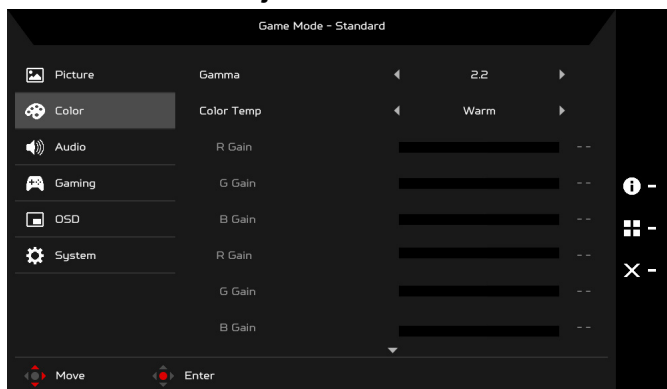 Game Mode - Standard
Picture Gamma 2.2
Color Color Temp Warm
Audio R Gain --
Gaming G Gain --
OSD B Gain --
System R Gain --
G Gain --
B Gain --
Move Enter